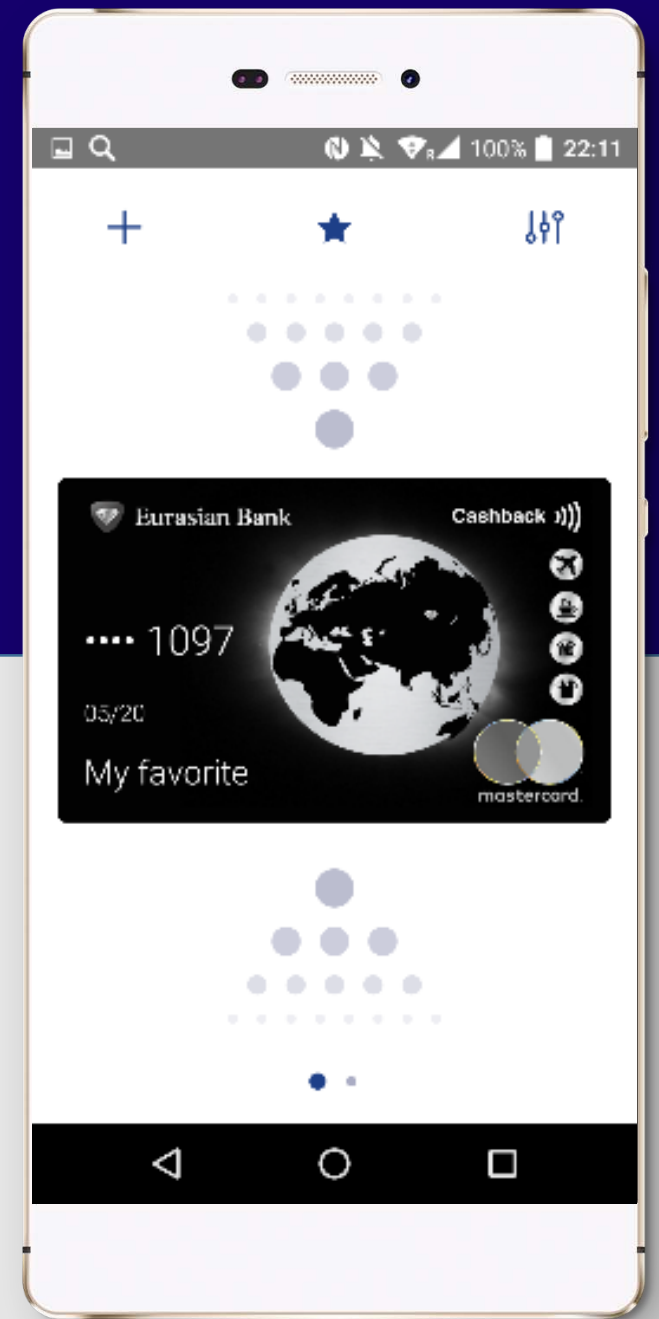 100% 22:11
Eurasian Bank
Cashback
•••• 1097
05/20
My favorite
mastercard.